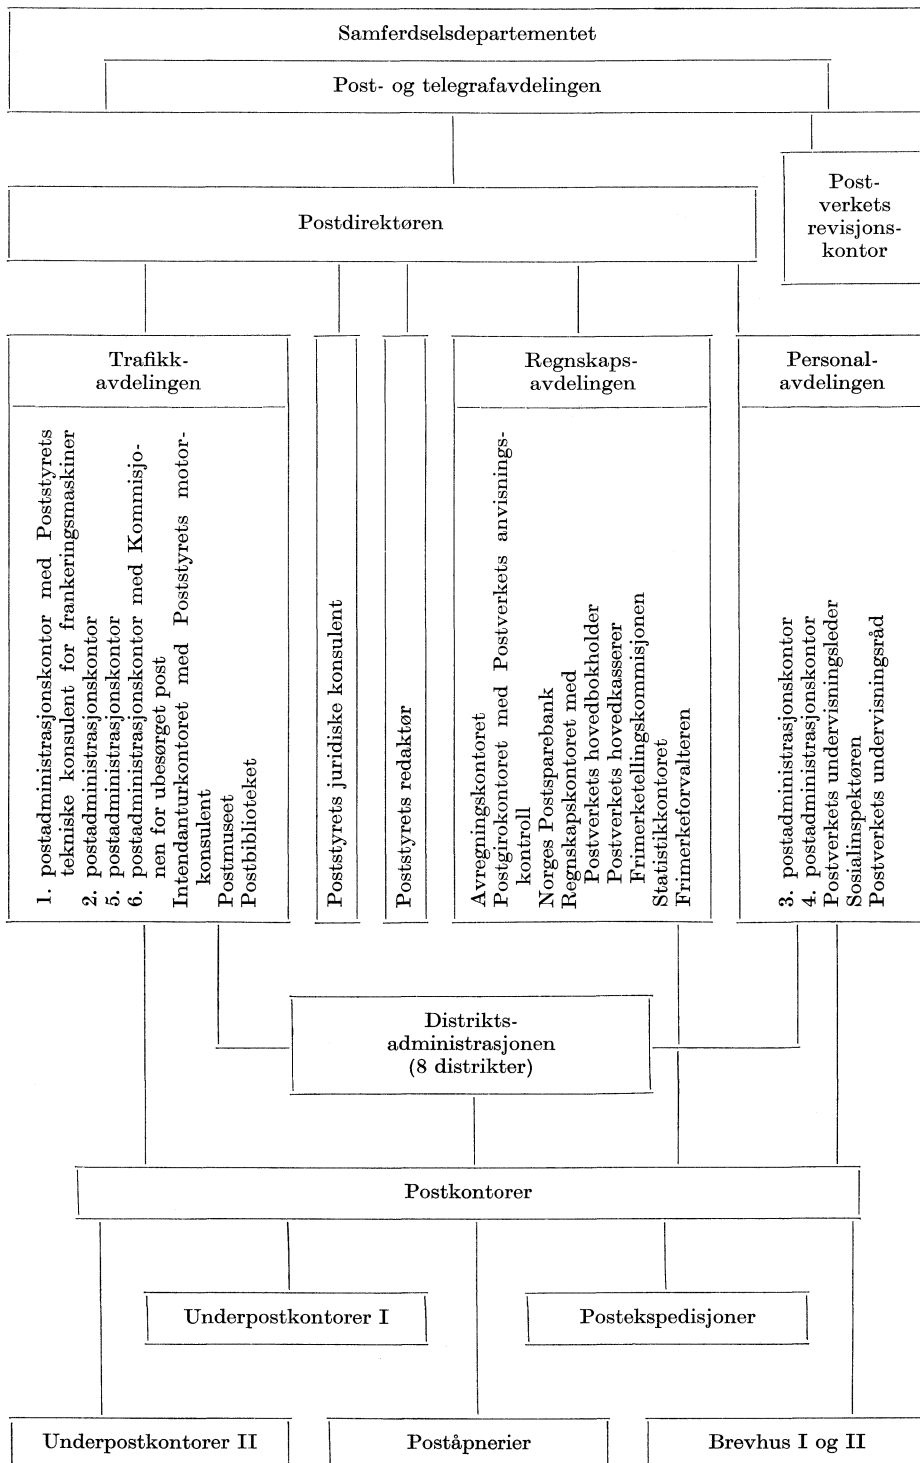 Samferdselsdepartementet
Post- og telegrafavdelingen
Post-
verkets
revisjons-
kontor
Postdirektøren
Trafikk-
avdelingen
1. postadministrasjonskontor med Poststyrets
tekniske konsulent for frankeringsmaskiner
2. postadministrasjonskontor
5. postadministrasjonskontor
6. postadministrasjonskontor med Kommisjo-
nen for ubesørget post
Intendanturkontoret med Poststyrets motor-
konsulent
Postmuseet
Postbiblioteket
Poststyrets juridiske konsulent
Poststyrets redaktør
Regnskaps-
avdelingen
Avregningskontoret
Postgirokontoret med Postverkets anvisnings-
kontroll
Norges Postsparebank
Regnskapskontoret med
Postverkets hovedbokholder
Postverkets hovedkasserer
Frimerketellingskommisjonen
Statistikkontoret
Frimerkeforvalteren
Personal-
avdelingen
3. postadministrasjonskontor
4. postadministrasjonskontor
Postverkets undervisningsleder
Sosialinspektøren
Postverkets undervisningsråd
Distrikts-
administrasjonen
(8 distrikter)
Postkontorer
Underpostkontorer I
Postekspedisjoner
Underpostkontorer II
Poståpnerier
Brevhus I og II